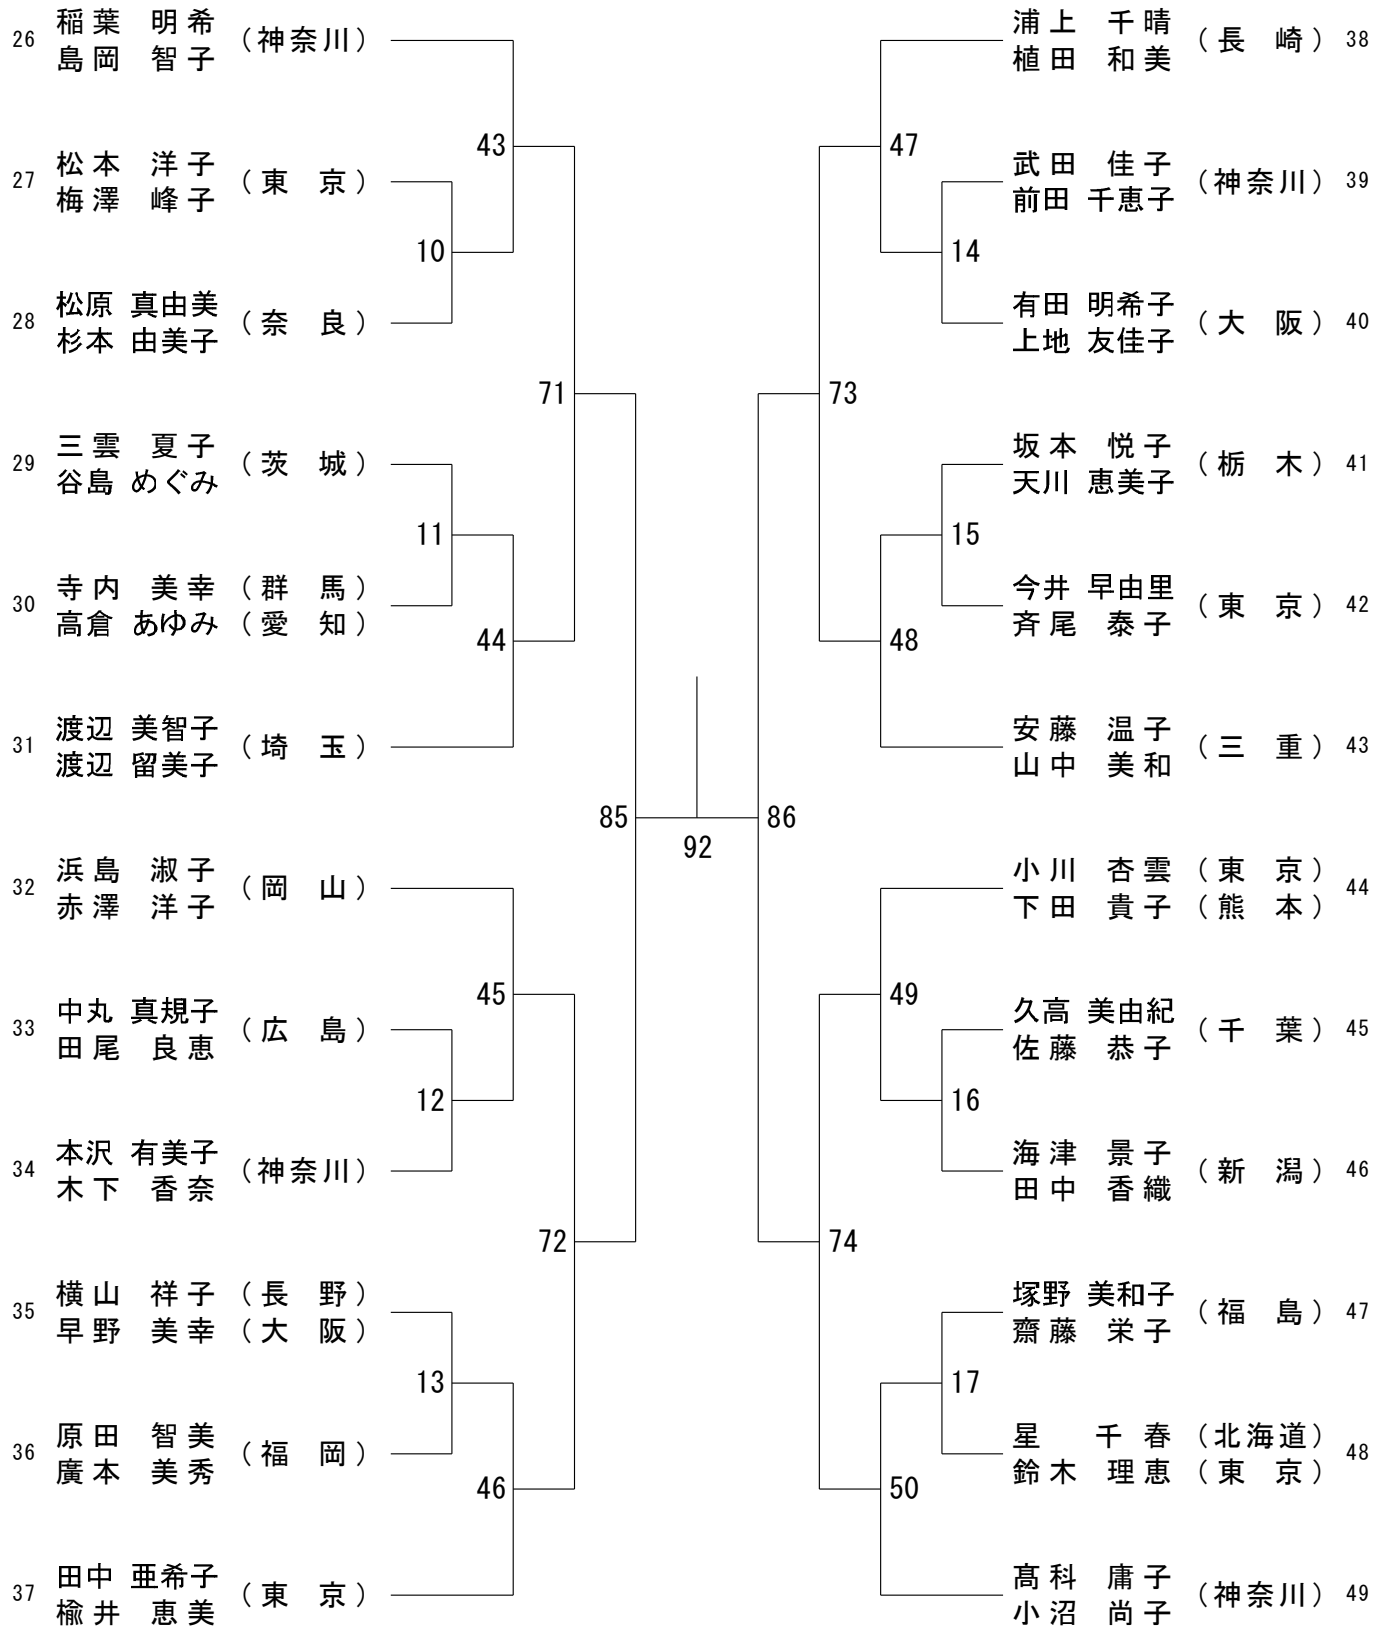 26 稲葉 明希 (神奈川)
島岡 智子
43
27 松本 洋子 (東京)
梅澤 峰子
10
28 松原 真由美 (奈良)
杉本 由美子
71
29 三雲 夏子 (茨城)
谷島 めぐみ
11
30 寺内 美幸 (群馬)
高倉 あゆみ (愛知)
44
31 渡辺 美智子 (埼玉)
渡辺 留美子
85
32 浜島 淑子 (岡山)
赤澤 洋子
45
33 中丸 真規子 (広島)
田尾 良恵
12
34 本沢 有美子 (神奈川)
木下 香奈
72
35 横山 祥子 (長野)
早野 美幸 (大阪)
13
36 原田 智美 (福岡)
廣本 美秀
46
37 田中 亜希子 (東京)
楡井 恵美
92
浦上 千晴 (長崎) 38
植田 和美
47
武田 佳子 (神奈川) 39
前田 千恵子
14
有田 明希子 (大阪) 40
上地 友佳子
73
坂本 悦子 (栃木) 41
天川 恵美子
15
今井 早由里 (東京) 42
斉尾 泰子
48
安藤 温子 (三重) 43
山中 美和
86
小川 杏雲 (東京) 44
下田 貴子 (熊本)
49
久高 美由紀 (千葉) 45
佐藤 恭子
16
海津 景子 (新潟) 46
田中 香織
74
塚野 美和子 (福島) 47
齋藤 栄子
17
星 千春 (北海道) 48
鈴木 理恵 (東京)
50
髙科 庸子 (神奈川) 49
小沼 尚子